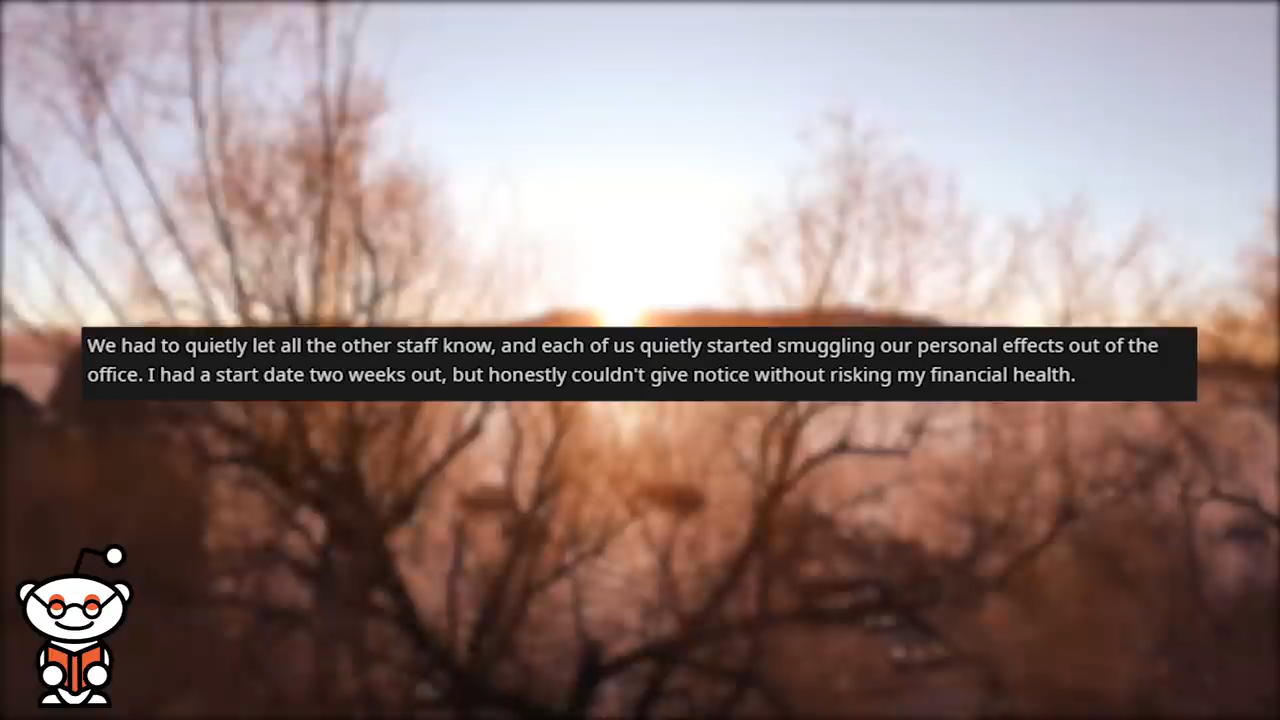 We had to quietly let all the other staff know, and each of us quietly started smuggling our personal effects out of the
office. I had a start date two weeks out, but honestly couldn't give notice without risking my financial health.